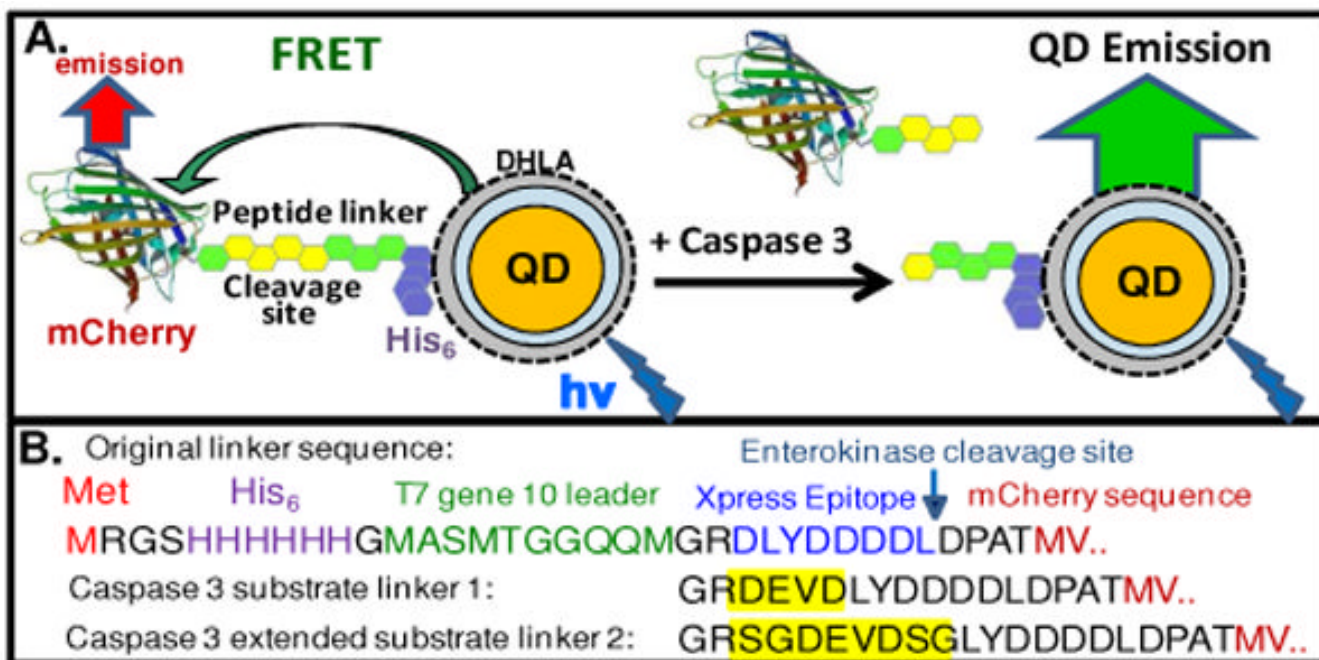 A.
emission
FRET
QD Emission
DHLA
Peptide linker
+ Caspase 3
QD
QD
Cleavage
site
mCherry
His6
hv
B. Original linker sequence:
Enterokinase cleavage site
Met His6 T7 gene 10 leader Xpress Epitope mCherry sequence
MRGSHHHHHHGMASMTGGQQMGRDLYDDDDLDPATMV..
Caspase 3 substrate linker 1: GRDEVDLYDDDDLDPATMV..
Caspase 3 extended substrate linker 2: GRSGDEVDSGLYDDDDLDPATMV..